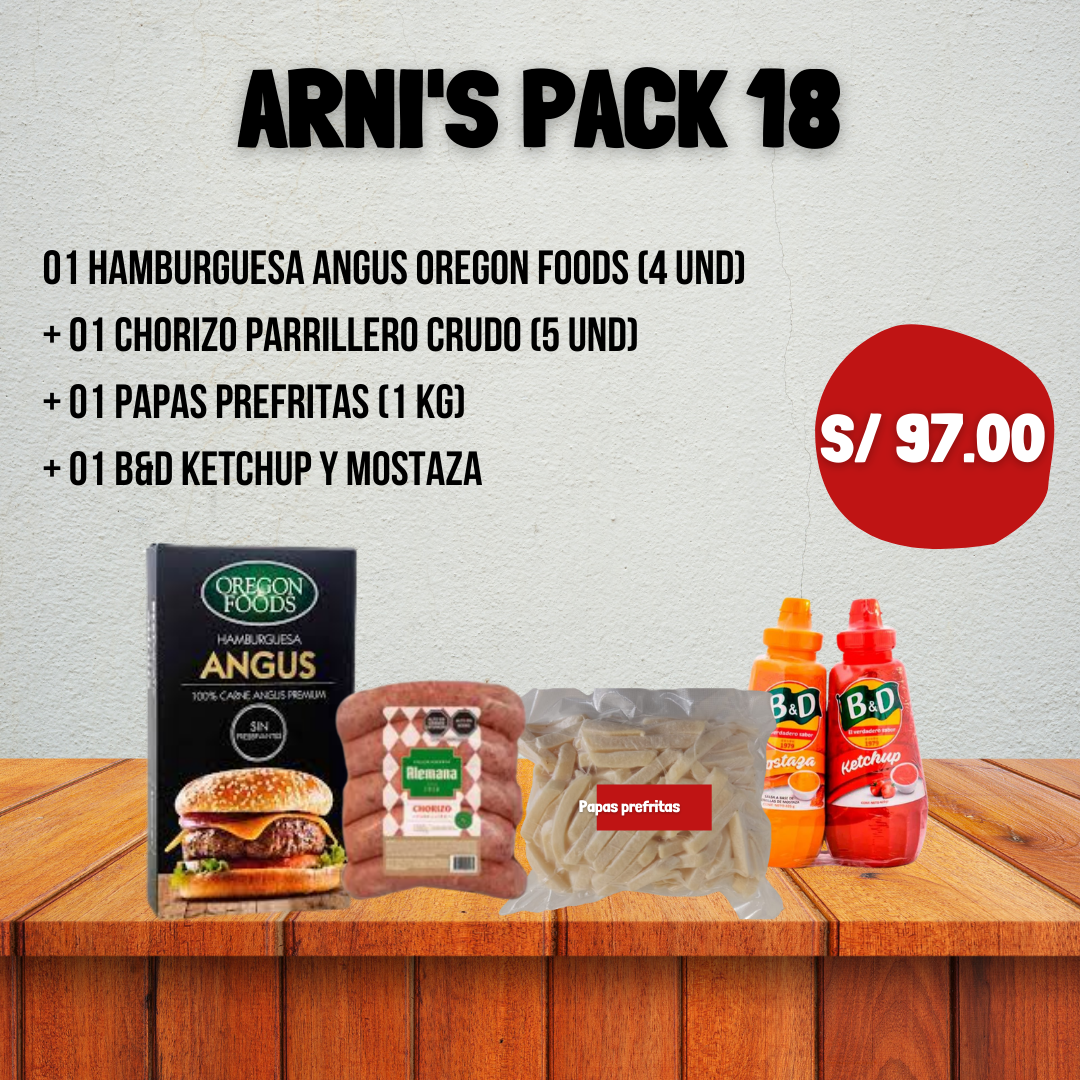 ARNI'S PACK 18
01 HAMBURGUESA ANGUS OREGON FOODS (4 UND)
+ 01 CHORIZO PARRILLERO CRUDO (5 UND)
+ 01 PAPAS PREFRITAS (1 KG)
+ 01 B&D KETCHUP Y MOSTAZA
S/ 97.00
OREGON
FOODS
HAMBURGUESA
ANGUS
100% CARNE ANGUS PREMIUM
SIN
PRESERVANTES
Alemana
CHORIZO
Papas prefritas
B&D
ostaza
B&D
El verdadero sabor
Ketchup